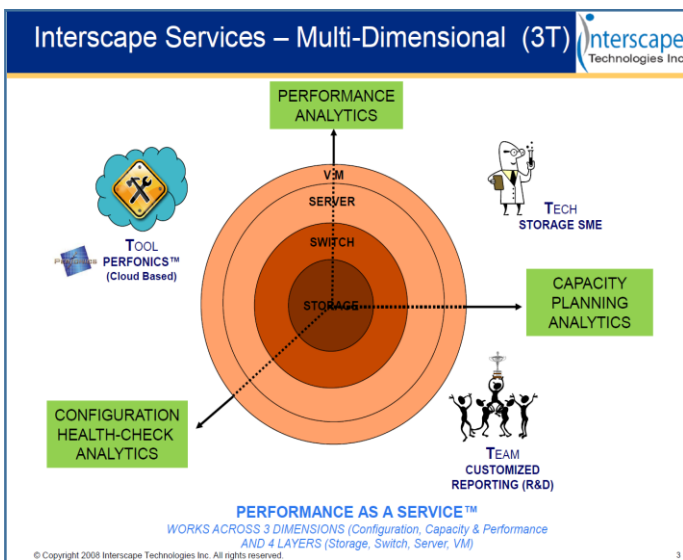 Interscape Services – Multi-Dimensional (3T)
Interscape
Technologies Inc
PERFORMANCE
ANALYTICS
VM
SERVER
SWITCH
STORAGE
TOOL
PERFONICS™
(Cloud Based)
TECH
STORAGE SME
CAPACITY
PLANNING
ANALYTICS
CONFIGURATION
HEALTH-CHECK
ANALYTICS
TEAM
CUSTOMIZED
REPORTING (R&D)
PERFORMANCE AS A SERVICE™
WORKS ACROSS 3 DIMENSIONS (Configuration, Capacity & Performance
AND 4 LAYERS (Storage, Switch, Server, VM)
© Copyright 2008 Interscape Technologies Inc. All rights reserved.
3